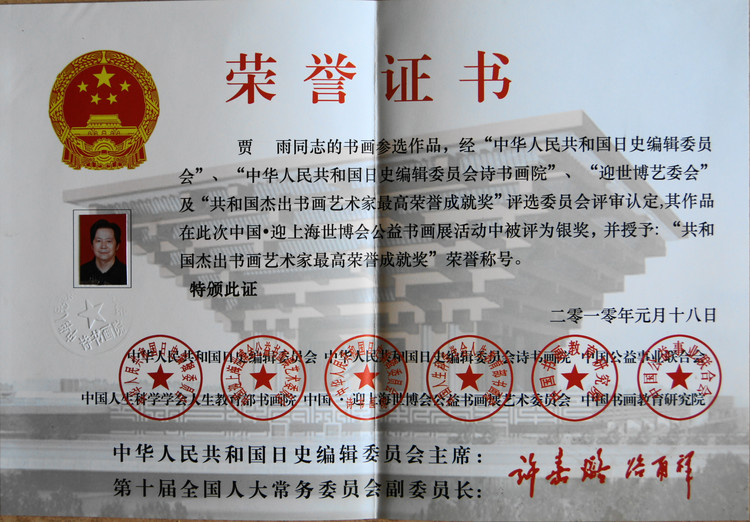 荣誉证书
贾 雨同志的书画参选作品，经“中华人民共和国日史编辑委员
会”、“中华人民共和国日史编辑委员会诗书画院”、“迎世博艺委会”
及“共和国杰出书画艺术家最高荣誉成就奖”评选委员会评审认定,其作品
在此次中国·迎上海世博会公益书画展活动中被评为银奖，并授予：“共和
国杰出书画艺术家最高荣誉成就奖”荣誉称号。
特颁此证
二零一零年元月十八日
中华人民共和国日史编辑委员会 中华人民共和国日史编辑委员会诗书画院 中国公益事业联合会
中国人生科学学会人生教育部书画院 中国·迎上海世博会公益书画展艺术委员会 中国书画教育研究院
中华人民共和国日史编辑委员会主席：
第十届全国人大常务委员会副委员长：